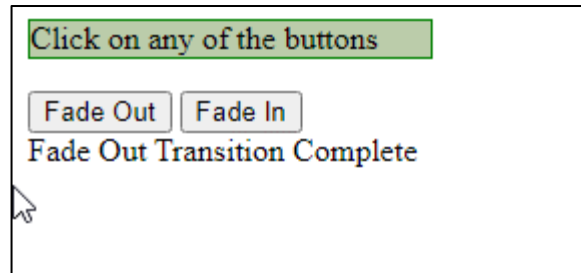 Click on any of the buttons
Fade Out Fade In
Fade Out Transition Complete